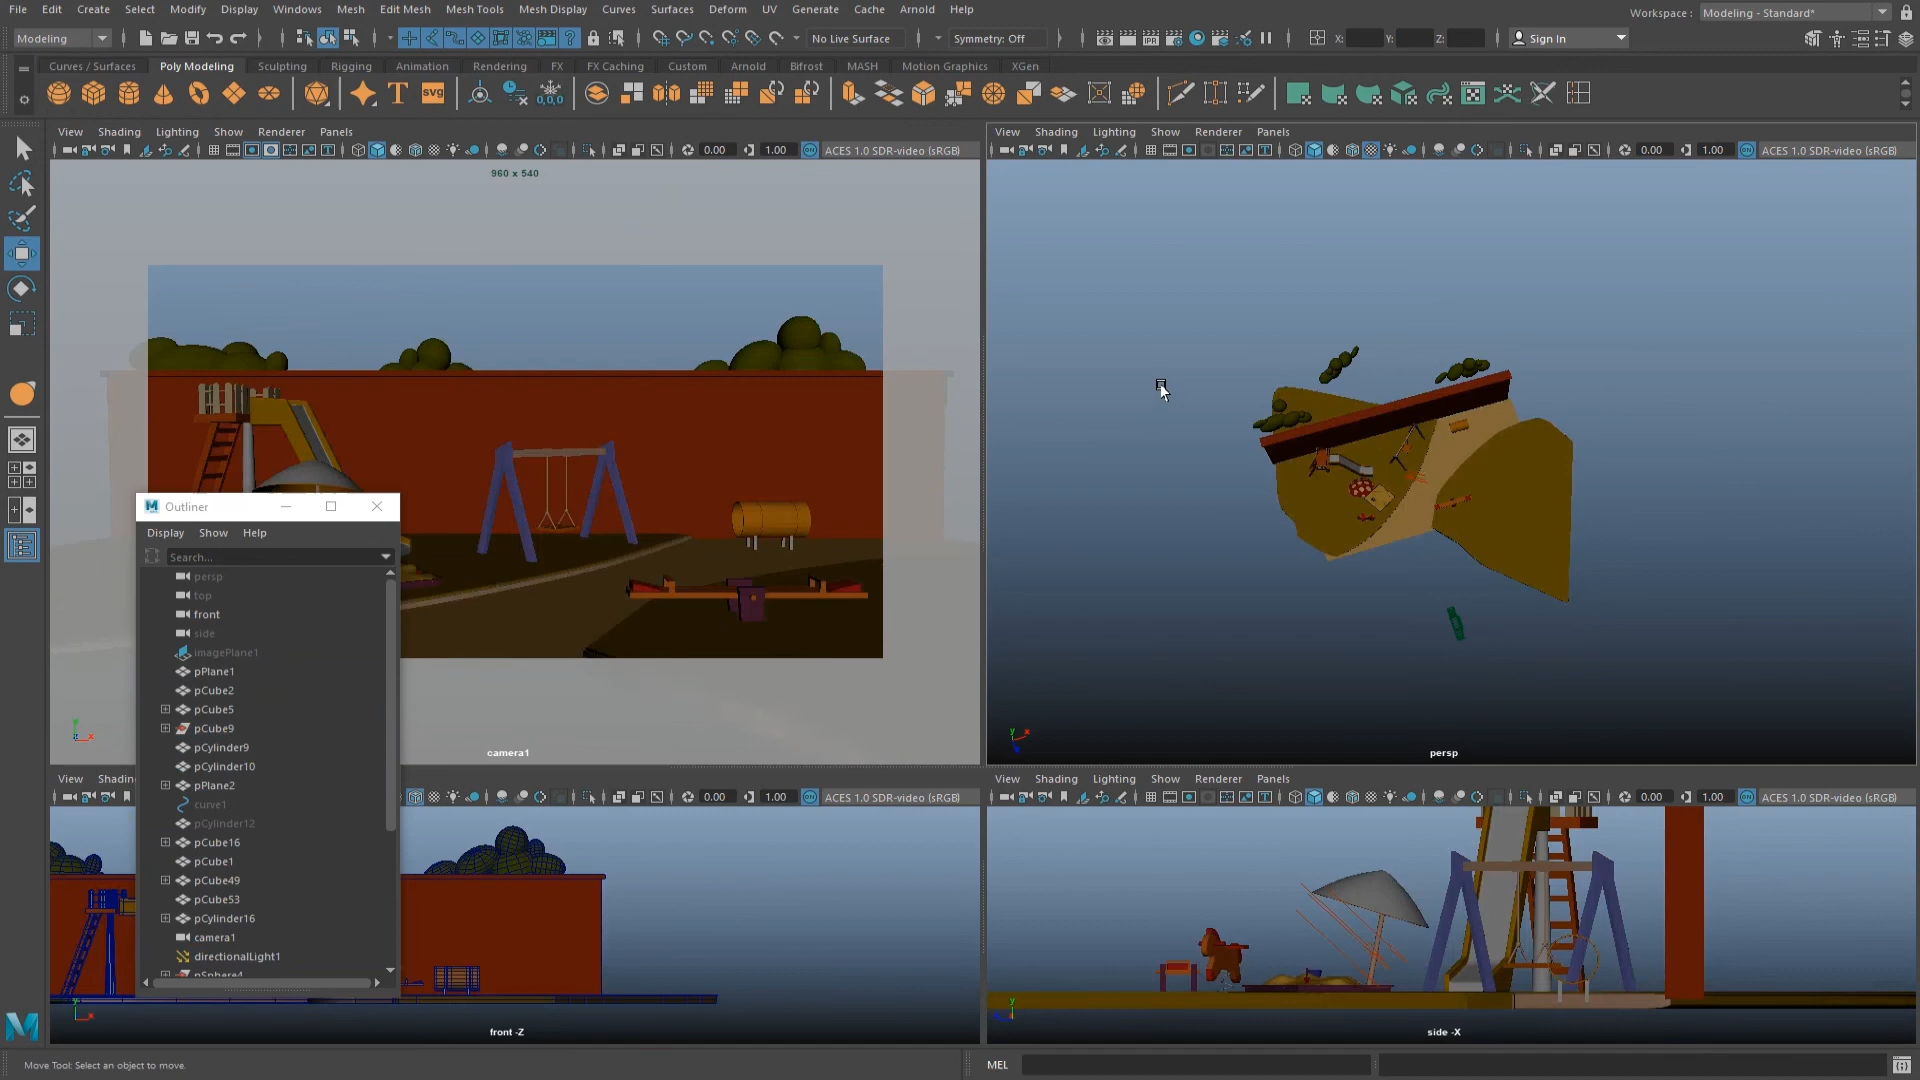 File Edit Create Select Modify Display Windows Mesh Edit Mesh Mesh Tools Mesh Display Curves Surfaces Deform UV Generate Cache Arnold Help
Workspace : Modeling - Standard*
Modeling No Live Surface Symmetry: Off X: Y: Z: Sign In
Curves / Surfaces Poly Modeling Sculpting Rigging Animation Rendering FX FX Caching Custom Arnold Bifrost MASH Motion Graphics XGen
T SVG 0,0,0
View Shading Lighting Show Renderer Panels
View Shading Lighting Show Renderer Panels
0.00 1.00 ACES 1.0 SDR-video (sRGB)
0.00 1.00 ACES 1.0 SDR-video (sRGB)
960 x 540
Outliner
Display Show Help
Search...
persp
top
front
side
imagePlane1
pPlane1
pCube2
pCube5
pCube9
pCylinder9
pCylinder10
pPlane2
curve1
pCylinder12
pCube16
pCube1
pCube49
pCube53
pCylinder16
camera1
directionalLight1
pSphere4
camera1
persp
View Shadin
View Shading Lighting Show Renderer Panels
0.00 1.00 ACES 1.0 SDR-video (sRGB)
0.00 1.00 ACES 1.0 SDR-video (sRGB)
front -Z
side -X
Move Tool: Select an object to move.
MEL